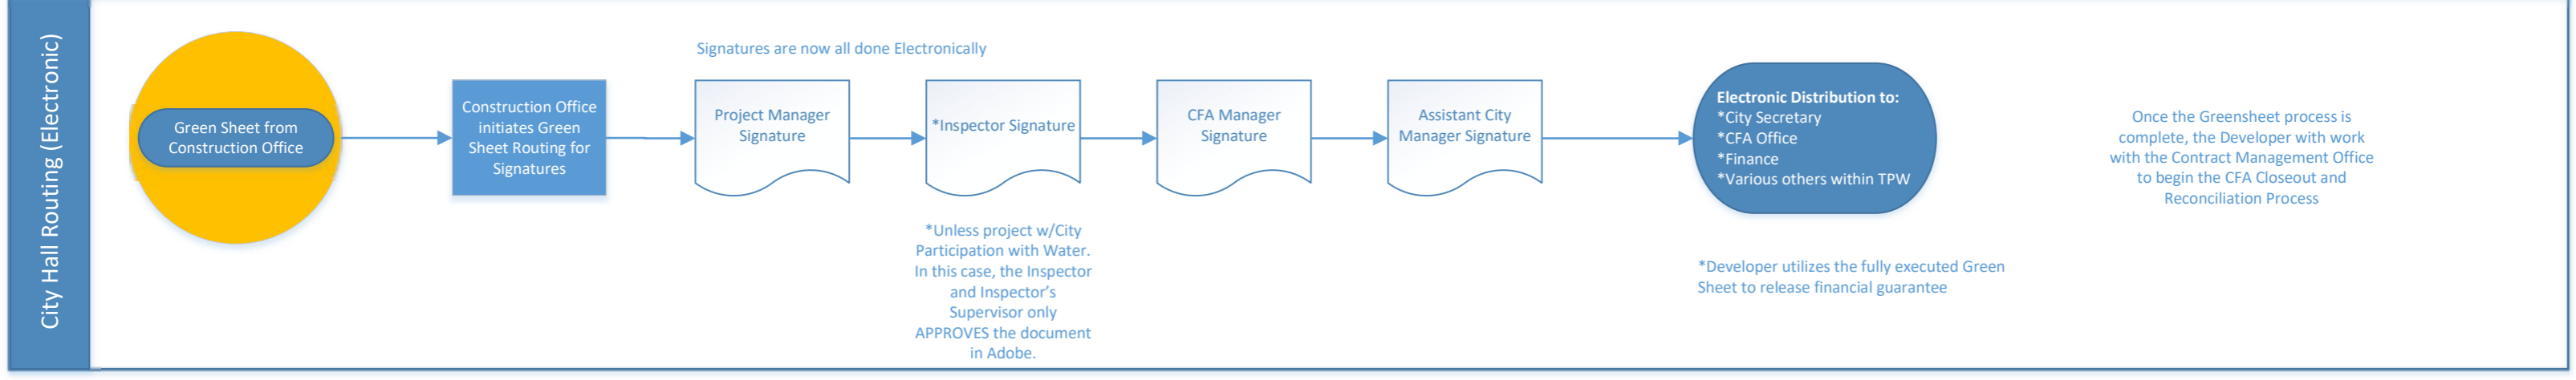 City Hall Routing (Electronic)
Green Sheet from
Construction Office
Construction Office
initiates Green
Sheet Routing for
Signatures
Signatures are now all done Electronically
Project Manager
Signature
*Inspector Signature
*Unless project w/City
Participation with Water.
In this case, the Inspector
and Inspector's
Supervisor only
APPROVES the document
in Adobe.
CFA Manager
Signature
Assistant City
Manager Signature
Electronic Distribution to:
*City Secretary
*CFA Office
*Finance
*Various others within TPW
*Developer utilizes the fully executed Green
Sheet to release financial guarantee
Once the Greensheet process is
complete, the Developer with work
with the Contract Management Office
to begin the CFA Closeout and
Reconciliation Process